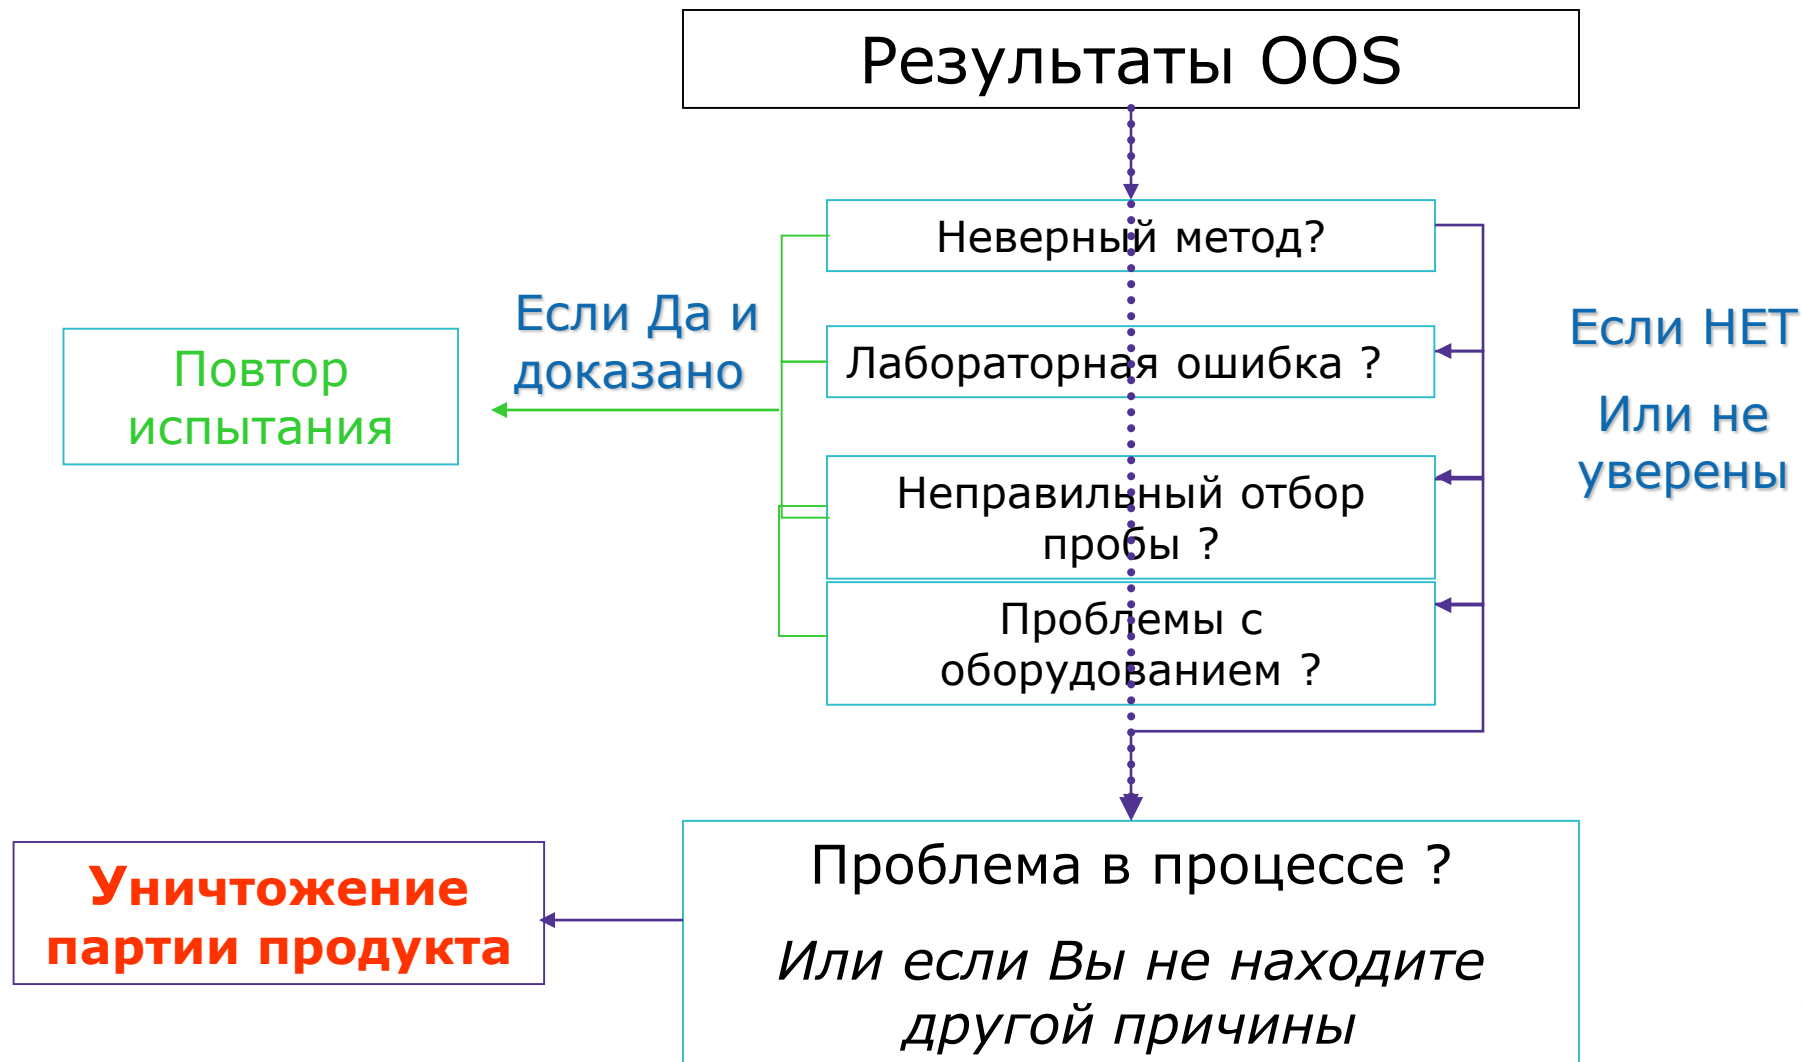 Результаты OOS
Неверный метод?
Если Да и
доказано
Если НЕТ
Или не
уверены
Повтор
испытания
Лабораторная ошибка ?
Неправильный отбор
пробы ?
Проблемы с
оборудованием ?
Проблема в процессе ?
Или если Вы не находите
другой причины
Уничтожение
партии продукта